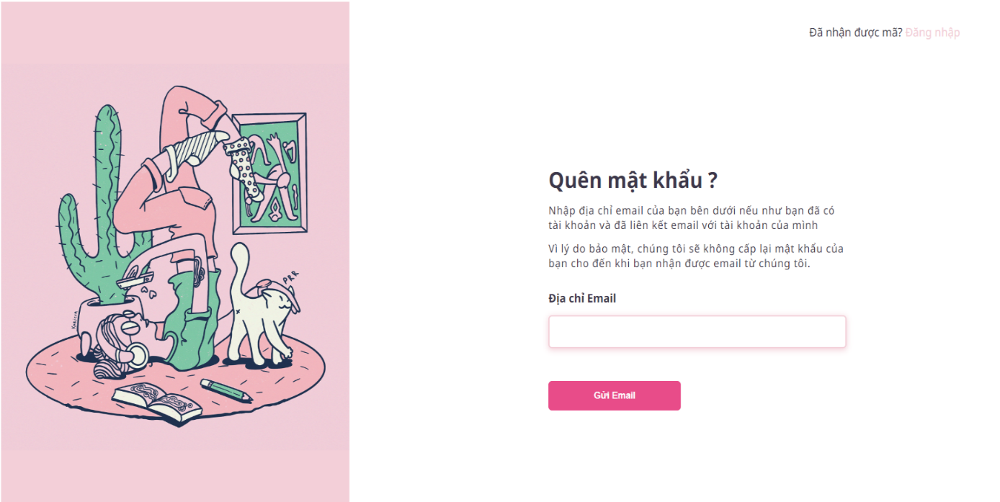 Đã nhận được mã? Đăng nhập
Quên mật khẩu ?
Nhập địa chỉ email của bạn bên dưới nếu như bạn đã có
tài khoản và đã liên kết email với tài khoản của mình
Vì lý do bảo mật, chúng tôi sẽ không cấp lại mật khẩu của
bạn cho đến khi bạn nhận được email từ chúng tôi.
Địa chỉ Email
Gửi Email
PRR